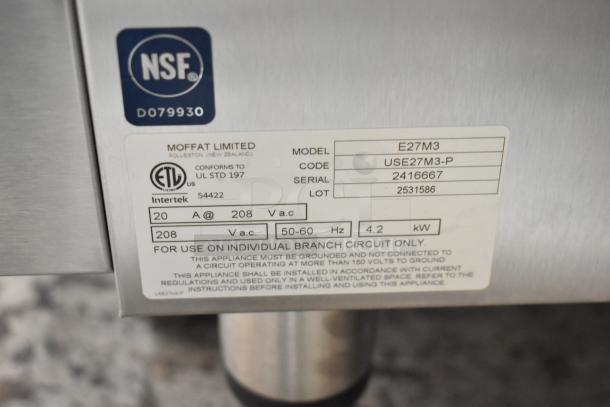 NSF®
D079930
MOFFAT LIMITED
ROLLESTON (NEW ZEALAND)
ETL
US
CONFORMS TO
UL STD 197
Intertek
54422
MODEL E27M3
CODE USE27M3-P
SERIAL 2416667
LOT 2531586
20 A@ 208 V a.c
208 V a.c. 50-60 Hz 4.2 kW
FOR USE ON INDIVIDUAL BRANCH CIRCUIT ONLY.
THIS APPLIANCE MUST BE GROUNDED AND NOT CONNECTED TO
A CIRCUIT OPERATING AT MORE THAN 150 VOLTS TO GROUND
THIS APPLIANCE SHALL BE INSTALLED IN ACCORDANCE WITH CURRENT
REGULATIONS AND USED ONLY IN A WELL-VENTILATED SPACE. REFER TO THE
INSTRUCTIONS BEFORE INSTALLING AND USING THIS APPLIANCE